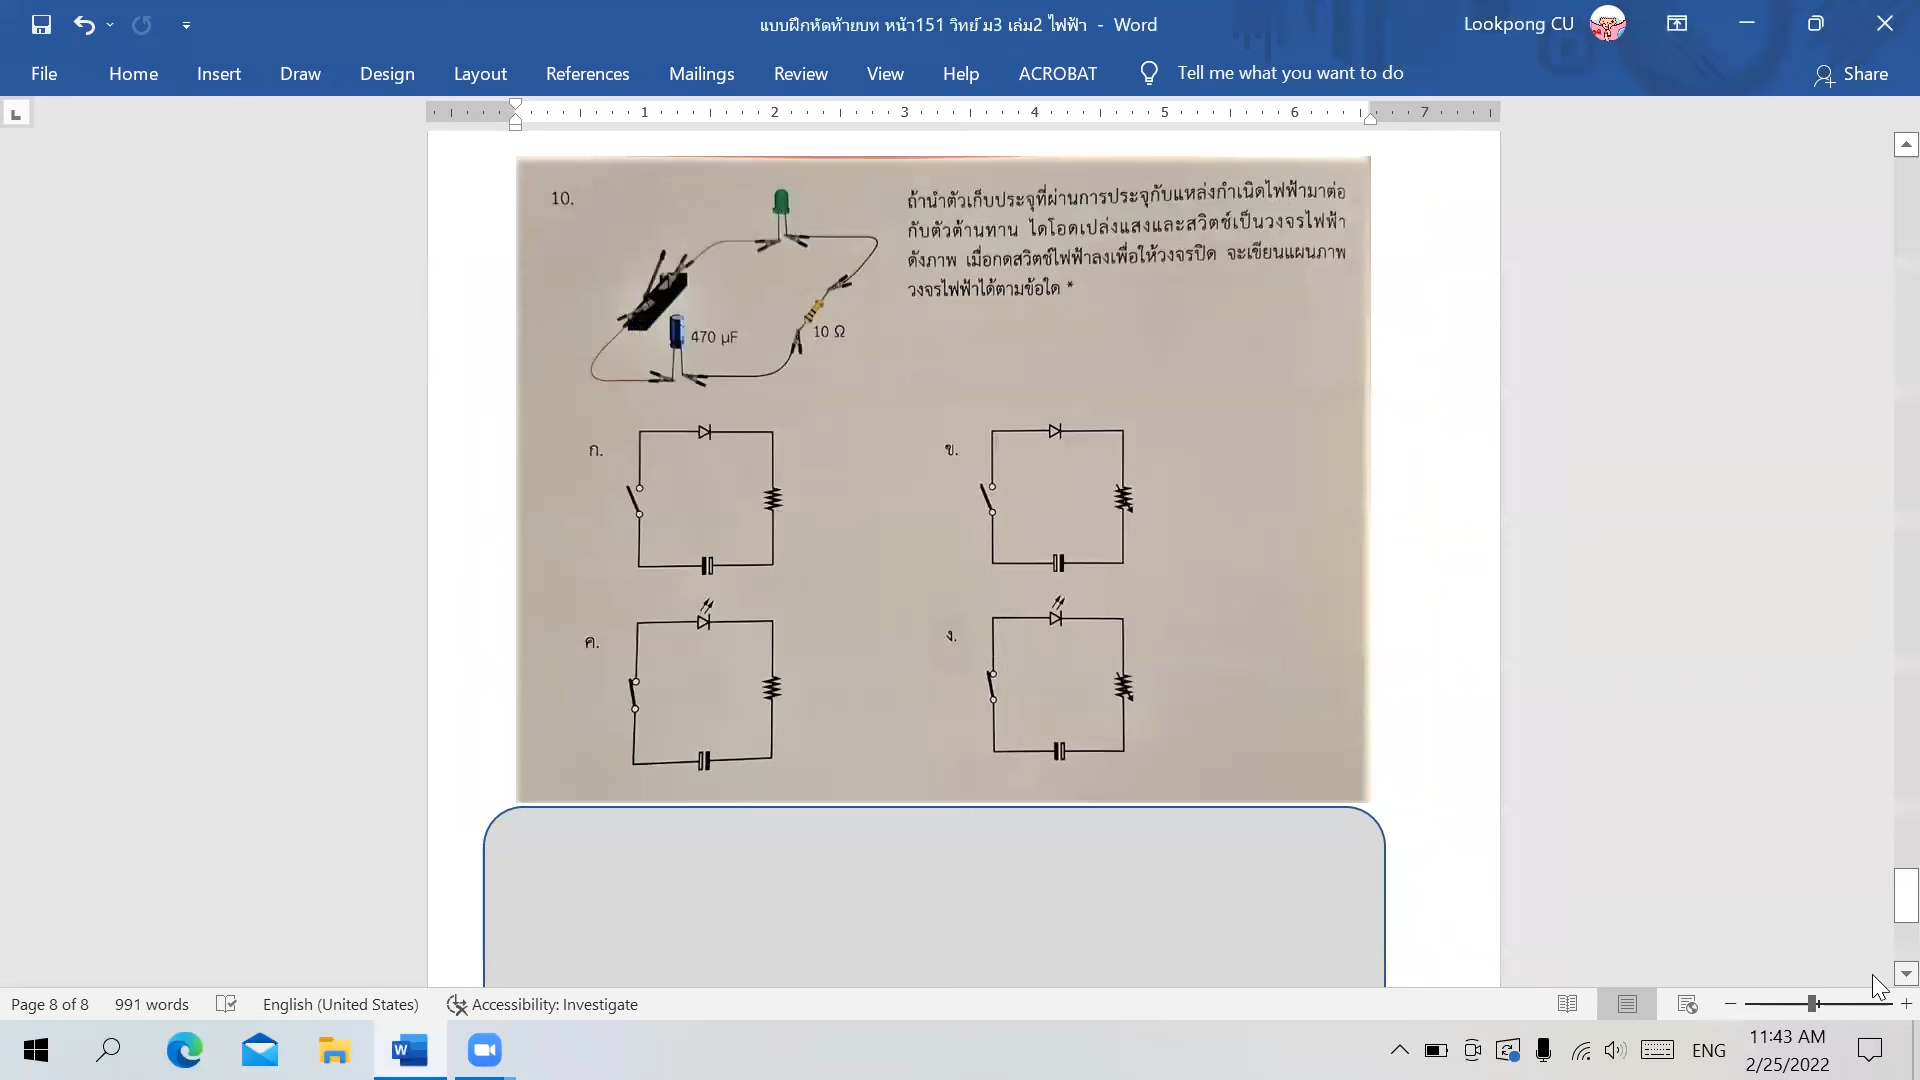 แบบฝึกหัดท้ายบท หน้า151 วิทย์ ม3 เล่ม2 ไฟฟ้า - Word
Lookpong CU
File Home Insert Draw Design Layout References Mailings Review View Help ACROBAT Tell me what you want to do Share
1 2 3 4 5 6 7
10.
ถ้านำตัวเก็บประจุที่ผ่านการประจุกับแหล่งกำเนิดไฟฟ้ามาต่อ
กับตัวต้านทาน ไดโอดเปล่งแสงและสวิตช์เป็นวงจรไฟฟ้า
ดังภาพ เมื่อกดสวิตช์ไฟฟ้าลงเพื่อให้วงจรปิด จะเขียนแผนภาพ
วงจรไฟฟ้าได้ตามข้อใด *
470 µF
10 Ω
ก.
ข.
ค.
ง.
Page 8 of 8 991 words English (United States) Accessibility: Investigate
ENG
11:43 AM
2/25/2022